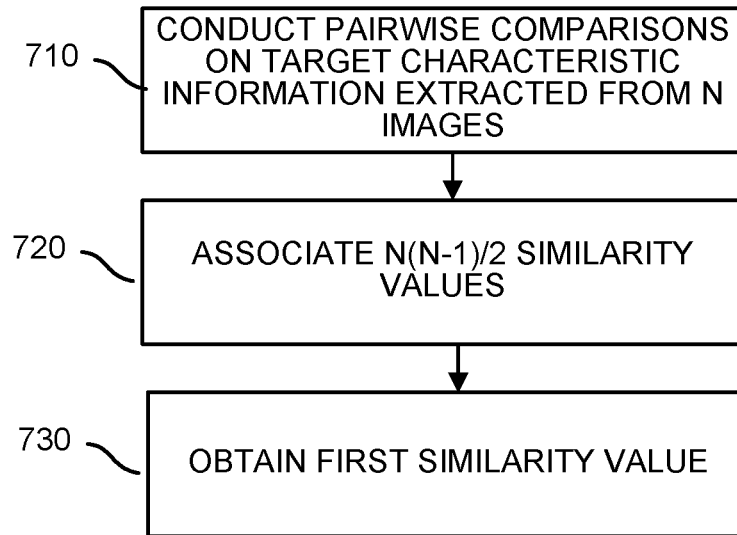 710
CONDUCT PAIRWISE COMPARISONS
ON TARGET CHARACTERISTIC
INFORMATION EXTRACTED FROM N
IMAGES
720
ASSOCIATE N(N-1)/2 SIMILARITY
VALUES
730
OBTAIN FIRST SIMILARITY VALUE